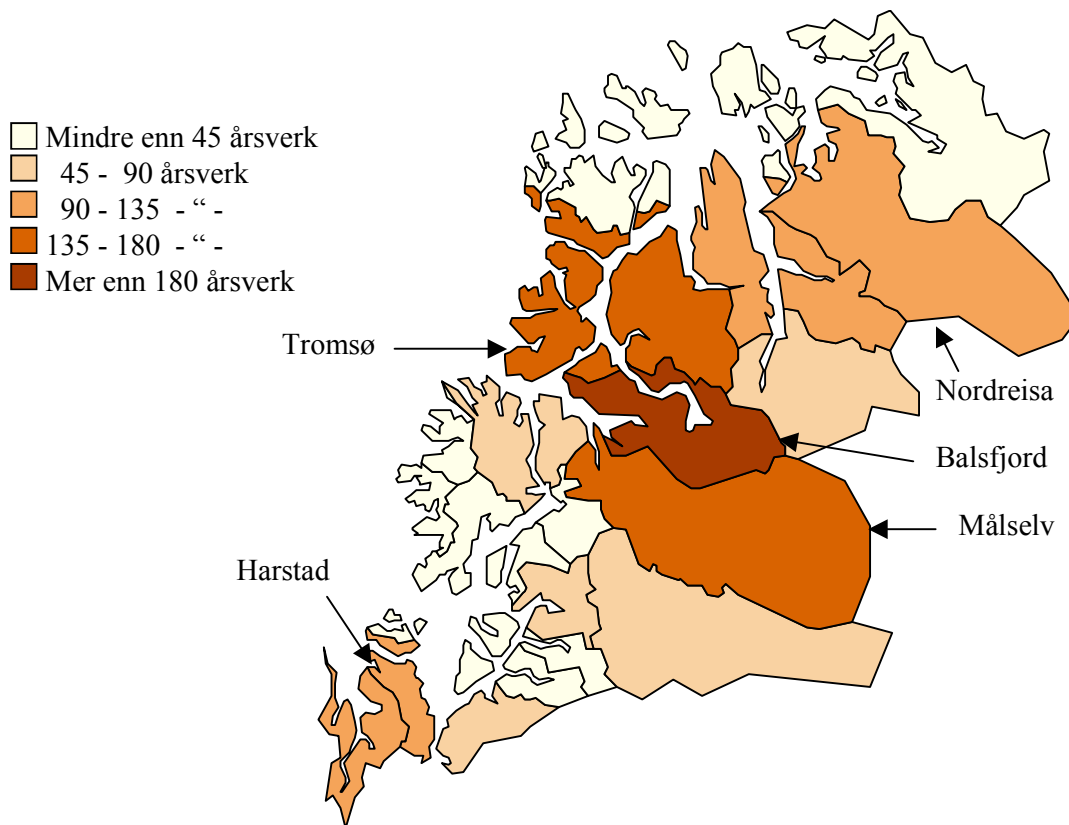 Mindre enn 45 årsverk
45 - 90 årsverk
90 - 135 - “ -
135 - 180 - “ -
Mer enn 180 årsverk
Tromsø
Nordreisa
Balsfjord
Målselv
Harstad